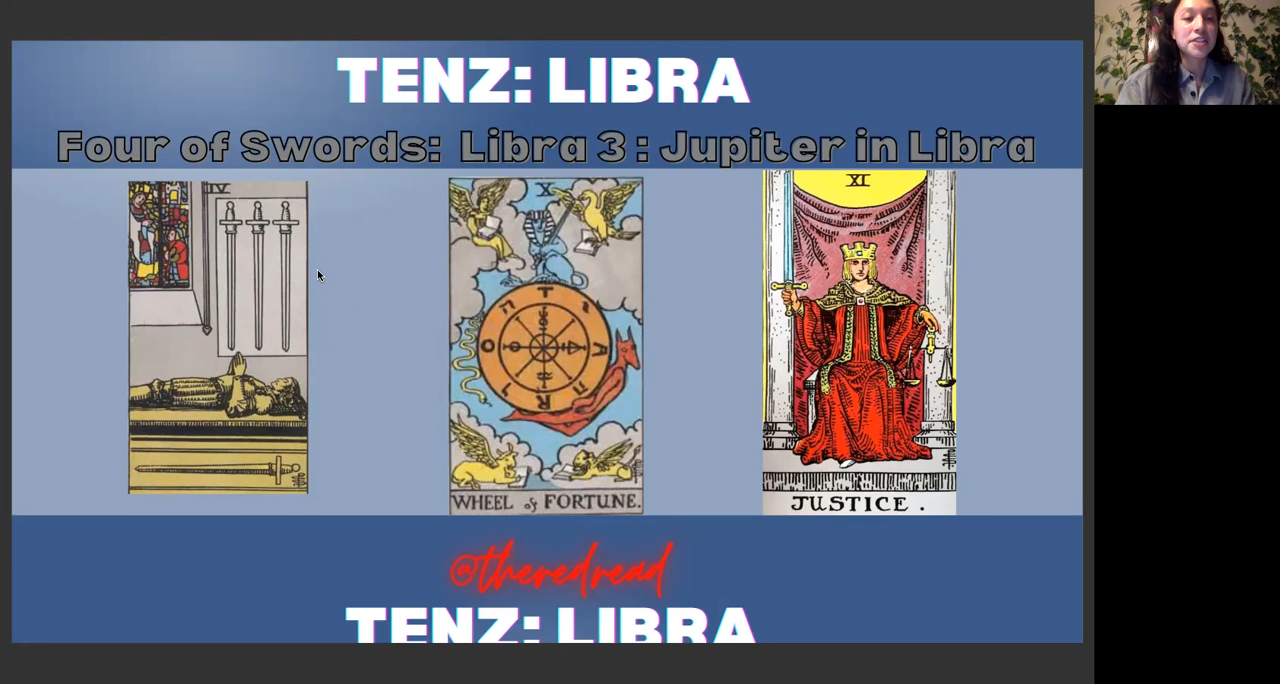 TENZ: LIBRA
Four of Swords: Libra 3 : Jupiter in Libra
IV
X
XI
WHEEL of FORTUNE.
JUSTICE .
@theredread
TENZ: LIBRA